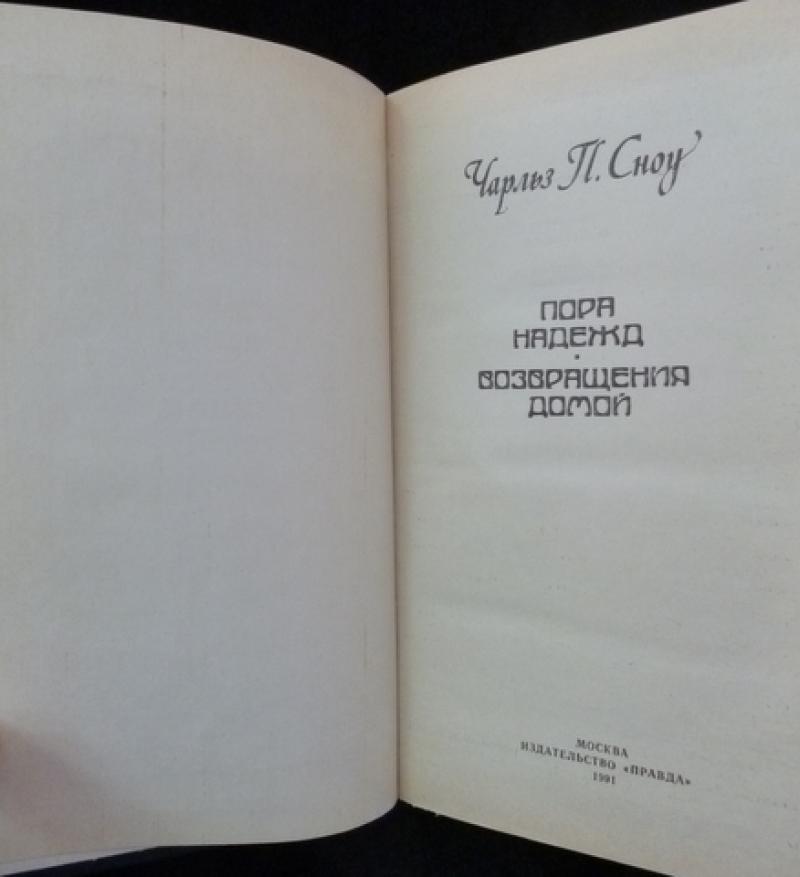 Чарльз П. Сноу
ПОРА
НАДЕЖД
·
ВОЗВРАЩЕНИЯ
ДОМОЙ
МОСКВА
ИЗДАТЕЛЬСТВО «ПРАВДА»
1991